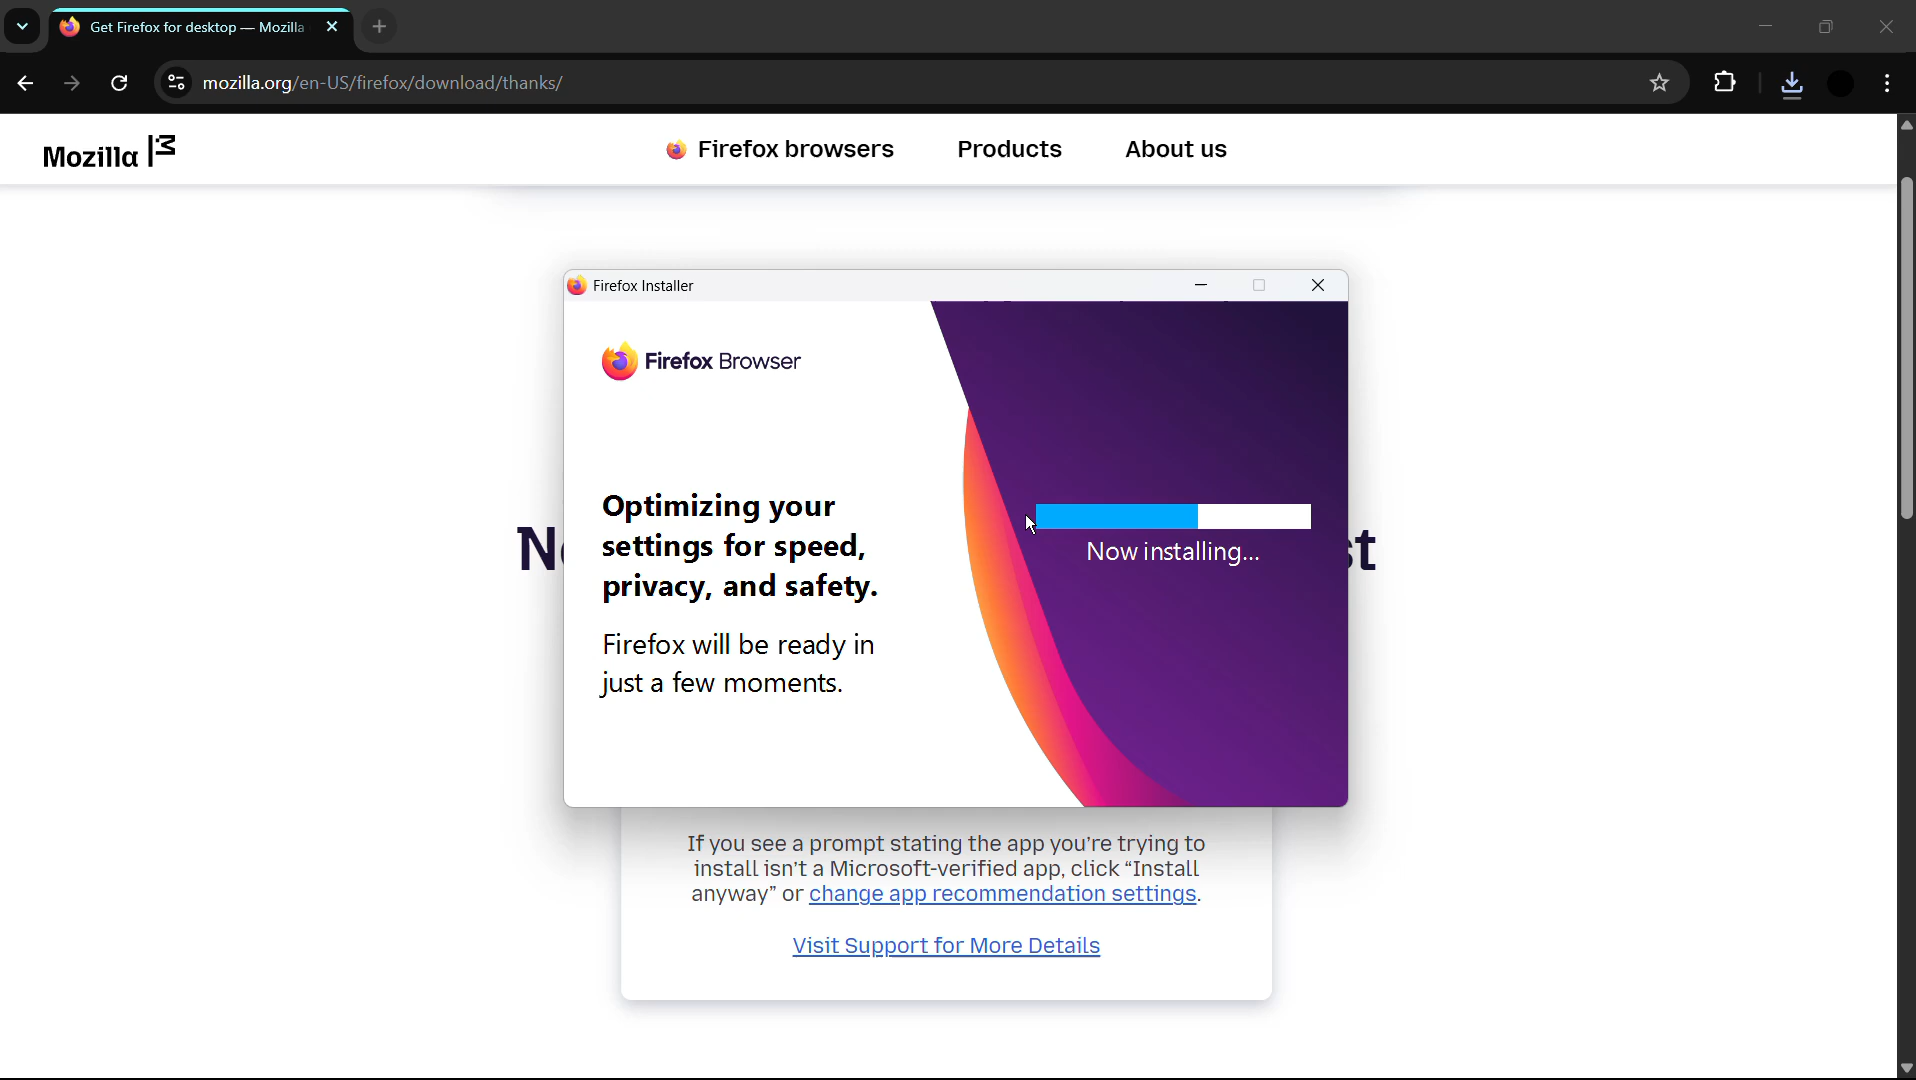 Get Firefox for desktop — Mozilla
mozilla.org/en-US/firefox/download/thanks/
Mozilla
Firefox browsers
Products
About us
Firefox Installer
Firefox Browser
Optimizing your
settings for speed,
privacy, and safety.
Firefox will be ready in
just a few moments.
Now installing...
If you see a prompt stating the app you’re trying to
install isn’t a Microsoft-verified app, click “Install
anyway” or change app recommendation settings.
Visit Support for More Details